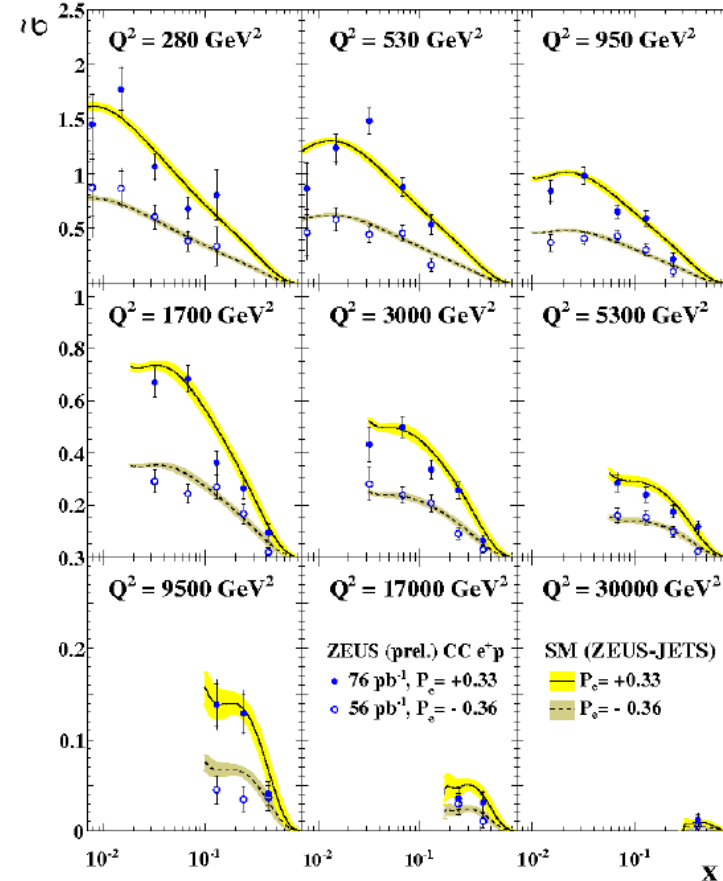 σ̃
2.5
2
1.5
1
0.5
Q² = 280 GeV²
Q² = 530 GeV²
Q² = 950 GeV²
1
0.8
0.6
0.4
0.2
Q² = 1700 GeV²
Q² = 3000 GeV²
Q² = 5300 GeV²
0.3
0.2
0.1
0
Q² = 9500 GeV²
Q² = 17000 GeV²
Q² = 30000 GeV²
ZEUS (prel.) CC e⁺p
76 pb⁻¹, Pₑ = +0.33
56 pb⁻¹, Pₑ = - 0.36
SM (ZEUS-JETS)
Pₑ = +0.33
Pₑ = - 0.36
10⁻² 10⁻¹ 10⁻² 10⁻¹ 10⁻² 10⁻¹
x